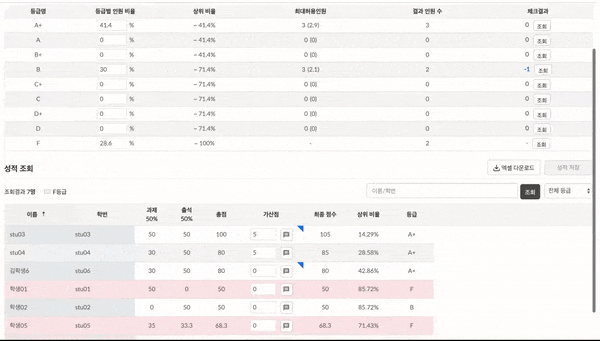 등급명 등급별 인원 비율 상위 비율 최대허용인원 결과 인원 수 체크결과
A+ 41.4 % ~ 41.4% 3 (2.9) 3 0 조회
A 0 % ~ 41.4% 0 (0) 0 0 조회
B+ 0 % ~ 41.4% 0 (0) 0 0 조회
B 30 % ~ 71.4% 3 (2.1) 2 -1 조회
C+ 0 % ~ 71.4% 0 (0) 0 0 조회
C 0 % ~ 71.4% 0 (0) 0 0 조회
D+ 0 % ~ 71.4% 0 (0) 0 0 조회
D 0 % ~ 71.4% 0 (0) 0 0 조회
F 28.6 % ~ 100% - 2 - 조회
성적 조회 엑셀 다운로드 성적 저장
조회결과 7명 F등급 이름/학번 조회 전체 등급
이름 ↑ 학번 과제 50% 출석 50% 총점 가산점 최종 점수 상위 비율 등급
stu03 stu03 50 50 100 5 105 14.29% A+
stu04 stu04 30 50 80 5 85 28.58% A+
김학생6 stu06 30 50 80 0 80 42.86% A+
학생01 stu01 50 0 50 0 50 85.72% F
학생02 stu02 0 50 50 0 50 85.72% B
학생05 stu05 35 33.3 68.3 0 68.3 71.43% F